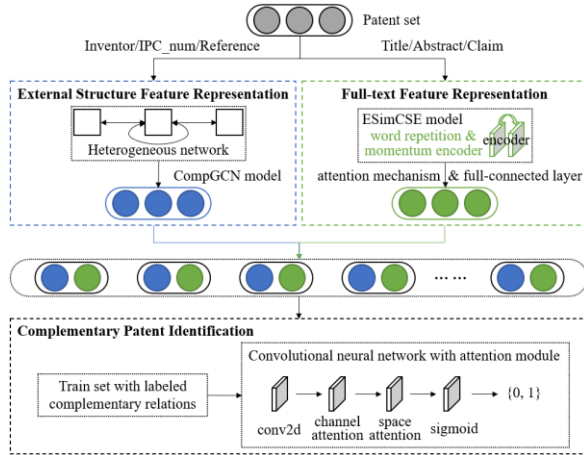 Patent set
Inventor/IPC_num/Reference
Title/Abstract/Claim
External Structure Feature Representation
Heterogeneous network
CompGCN model
Full-text Feature Representation
ESimCSE model
word repetition &
momentum encoder
encoder
attention mechanism & full-connected layer
... ...
Complementary Patent Identification
Train set with labeled
complementary relations
Convolutional neural network with attention module
conv2d
channel
attention
space
attention
sigmoid
{0, 1}